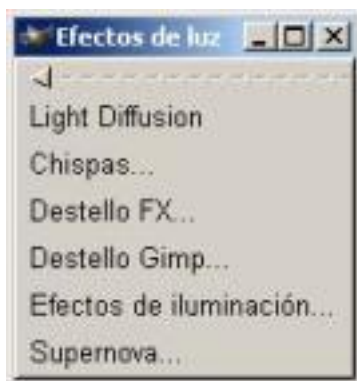 Efectos de luz
Light Diffusion
Chispas...
Destello FX...
Destello Gimp...
Efectos de iluminación...
Supernova...